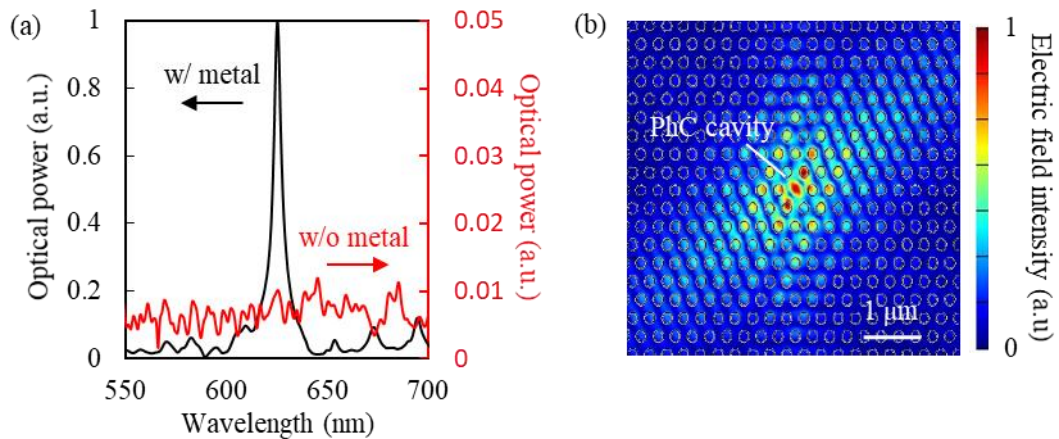 (a)
1
0.8
0.6
0.4
0.2
0
Optical power (a.u.)
w/ metal
w/o metal
0.05
0.04
0.03
0.02
0.01
0
Optical power (a.u.)
550
600
650
700
Wavelength (nm)
(b)
PhC cavity
1 μm
1
0
Electric field intensity (a.u)